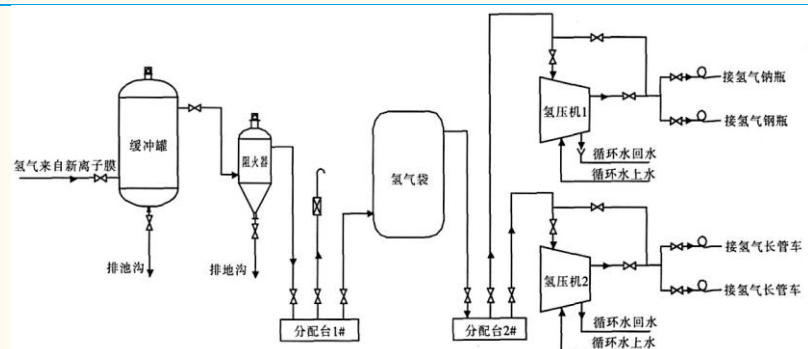 氢气来自新离子膜
缓冲罐
排池沟
阻火器
排地沟
分配台1#
氢气袋
分配台2#
氢压机1
循环水回水
循环水上水
接氢气钠瓶
接氢气钢瓶
氢压机2
循环水回水
循环水上水
接氢气长管车
接氢气长管车